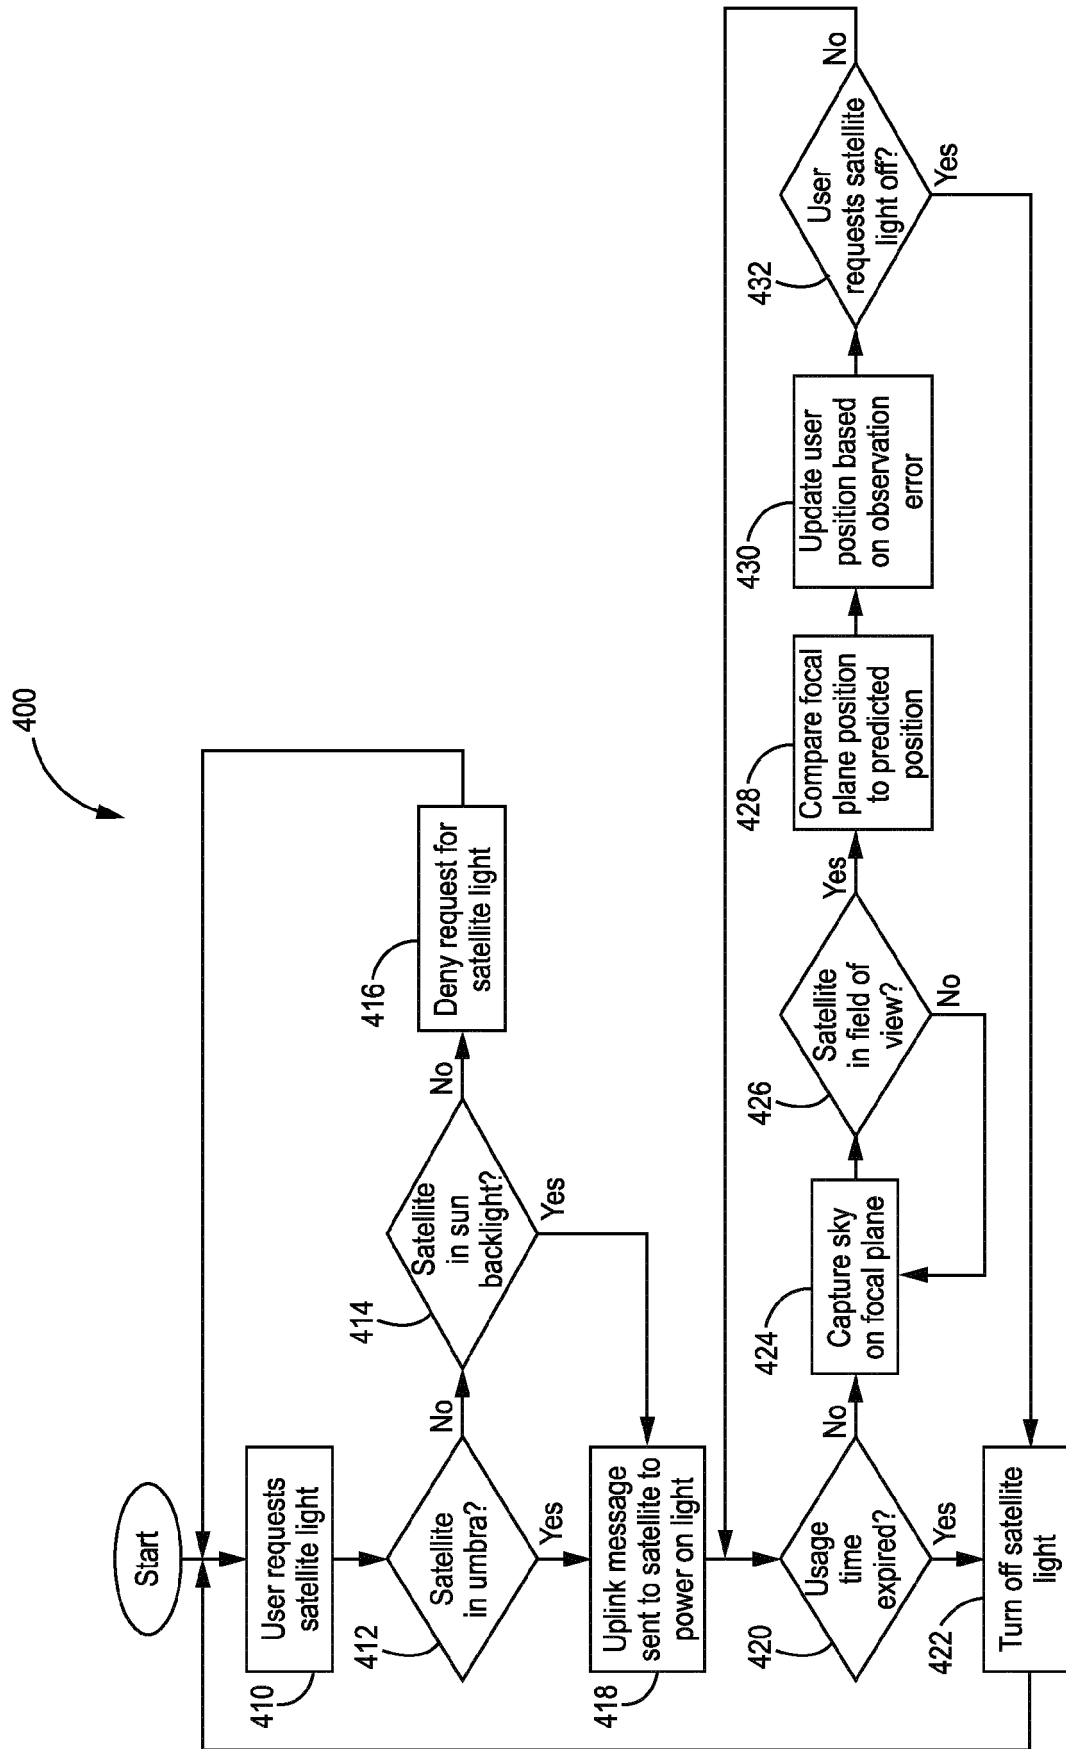 400
Start
User requests
satellite light
410
Satellite
in umbra?
412
No
Yes
Satellite
in sun
backlight?
414
No
Yes
Deny request for
satellite light
416
Uplink message
sent to satellite to
power on light
418
Usage
time
expired?
420
No
Yes
Turn off satellite
light
422
Capture sky
on focal plane
424
Satellite
in field of
view?
426
Yes
No
Compare focal
plane position
to predicted
position
428
Update user
position based
on observation
error
430
User
requests satellite
light off?
432
No
Yes